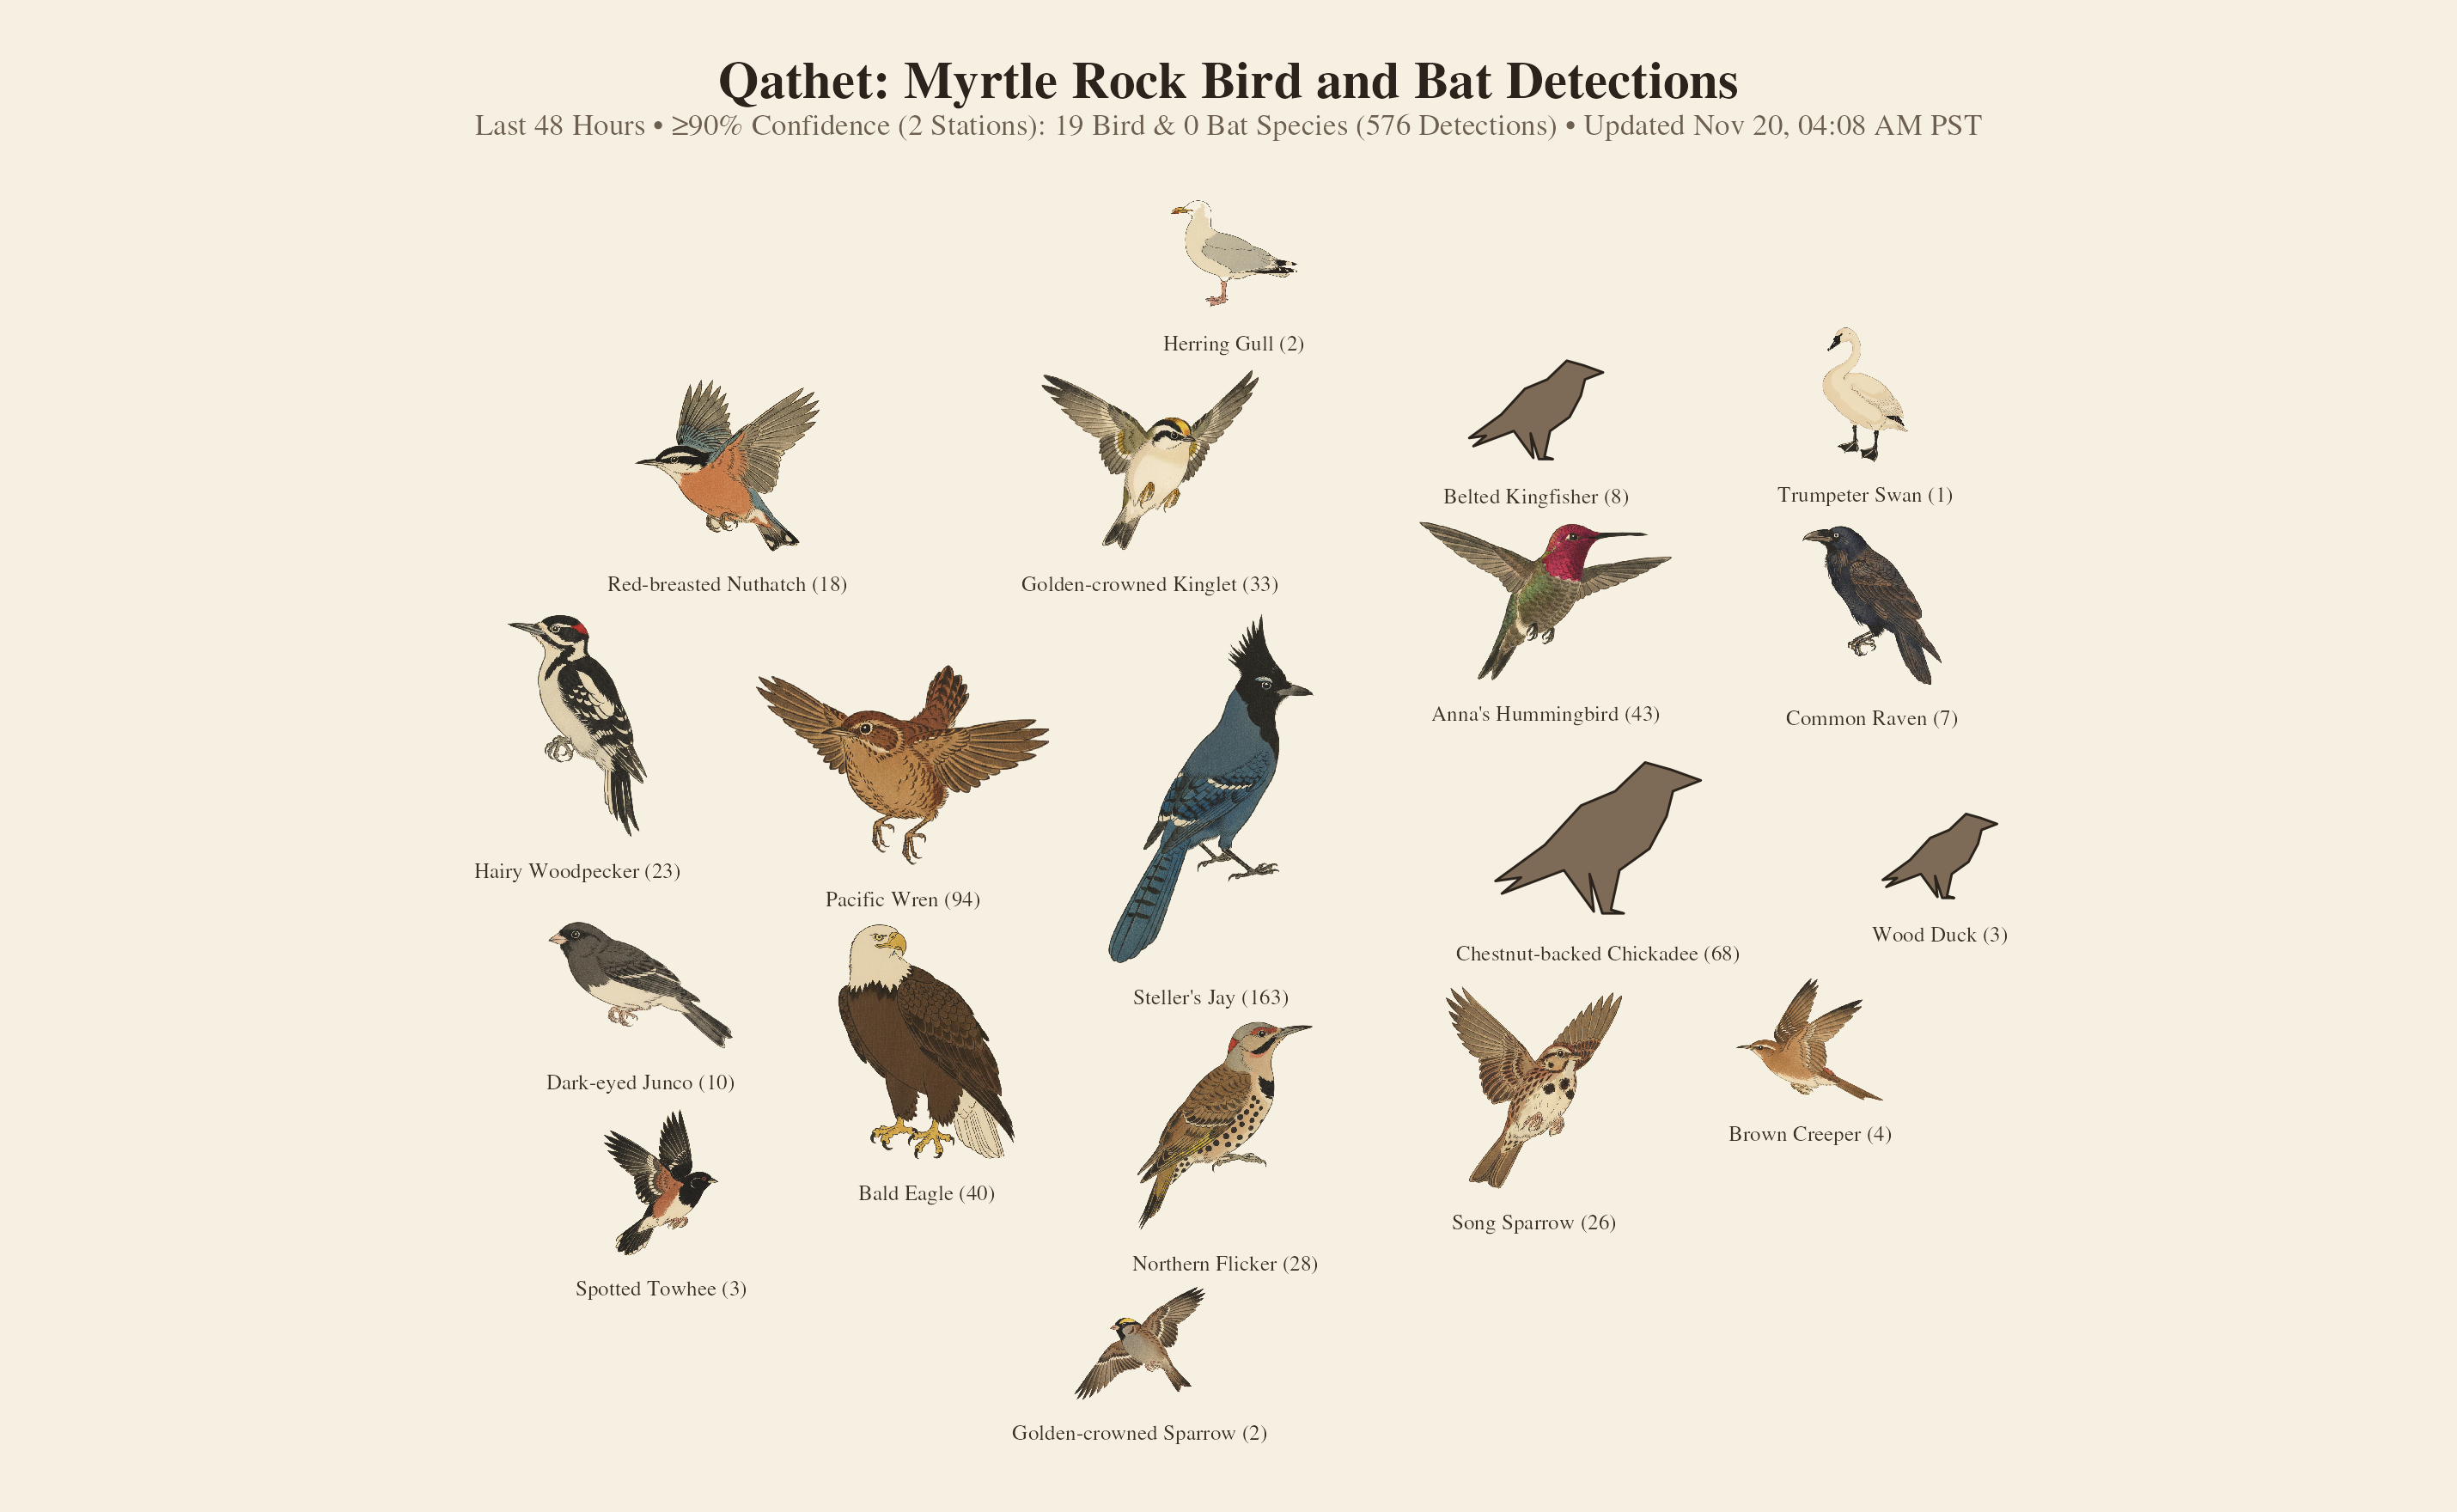 Qathet: Myrtle Rock Bird and Bat Detections
Last 48 Hours • ≥90% Confidence (2 Stations): 19 Bird & 0 Bat Species (576 Detections) • Updated Nov 20, 04:08 AM PST
Herring Gull (2)
Belted Kingfisher (8)
Trumpeter Swan (1)
Red-breasted Nuthatch (18)
Golden-crowned Kinglet (33)
Anna's Hummingbird (43)
Common Raven (7)
Hairy Woodpecker (23)
Pacific Wren (94)
Steller's Jay (163)
Chestnut-backed Chickadee (68)
Wood Duck (3)
Dark-eyed Junco (10)
Bald Eagle (40)
Northern Flicker (28)
Song Sparrow (26)
Brown Creeper (4)
Spotted Towhee (3)
Golden-crowned Sparrow (2)